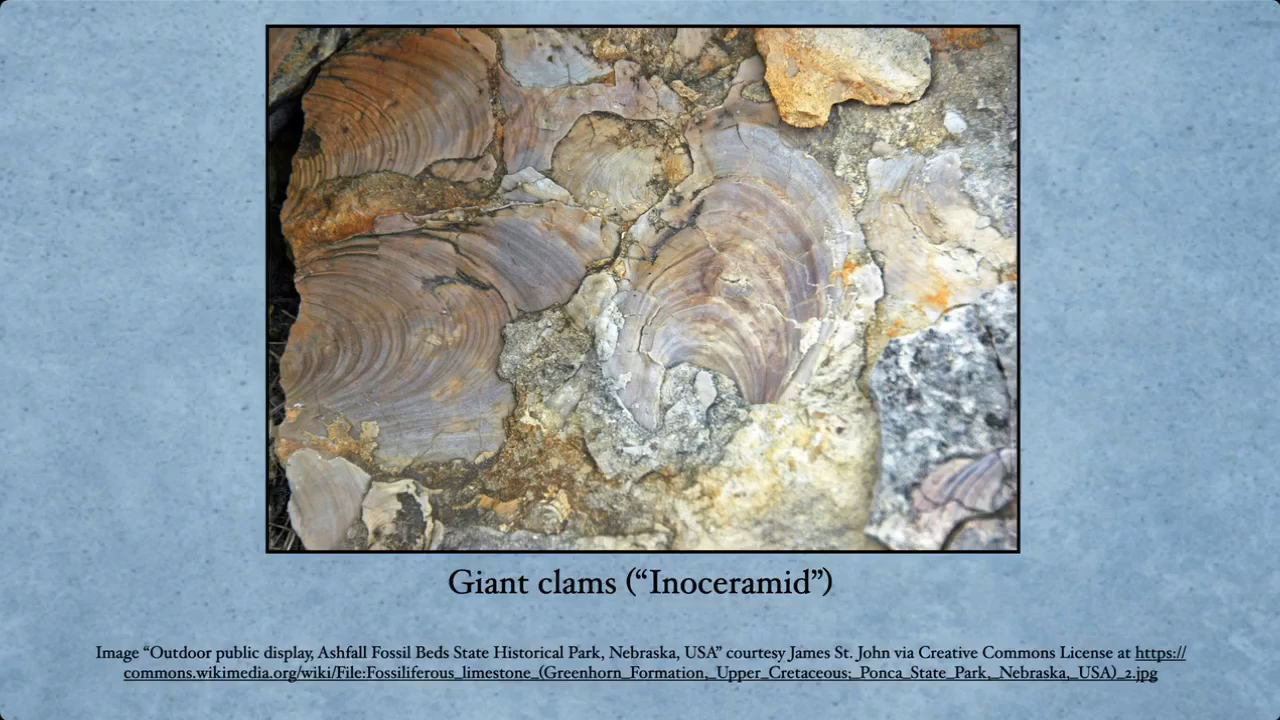 Giant clams (“Inoceramid”)
Image “Outdoor public display, Ashfall Fossil Beds State Historical Park, Nebraska, USA” courtesy James St. John via Creative Commons License at https://
commons.wikimedia.org/wiki/File:Fossiliferous_limestone_(Greenhorn_Formation,_Upper_Cretaceous;_Ponca_State_Park,_Nebraska,_USA)_2.jpg